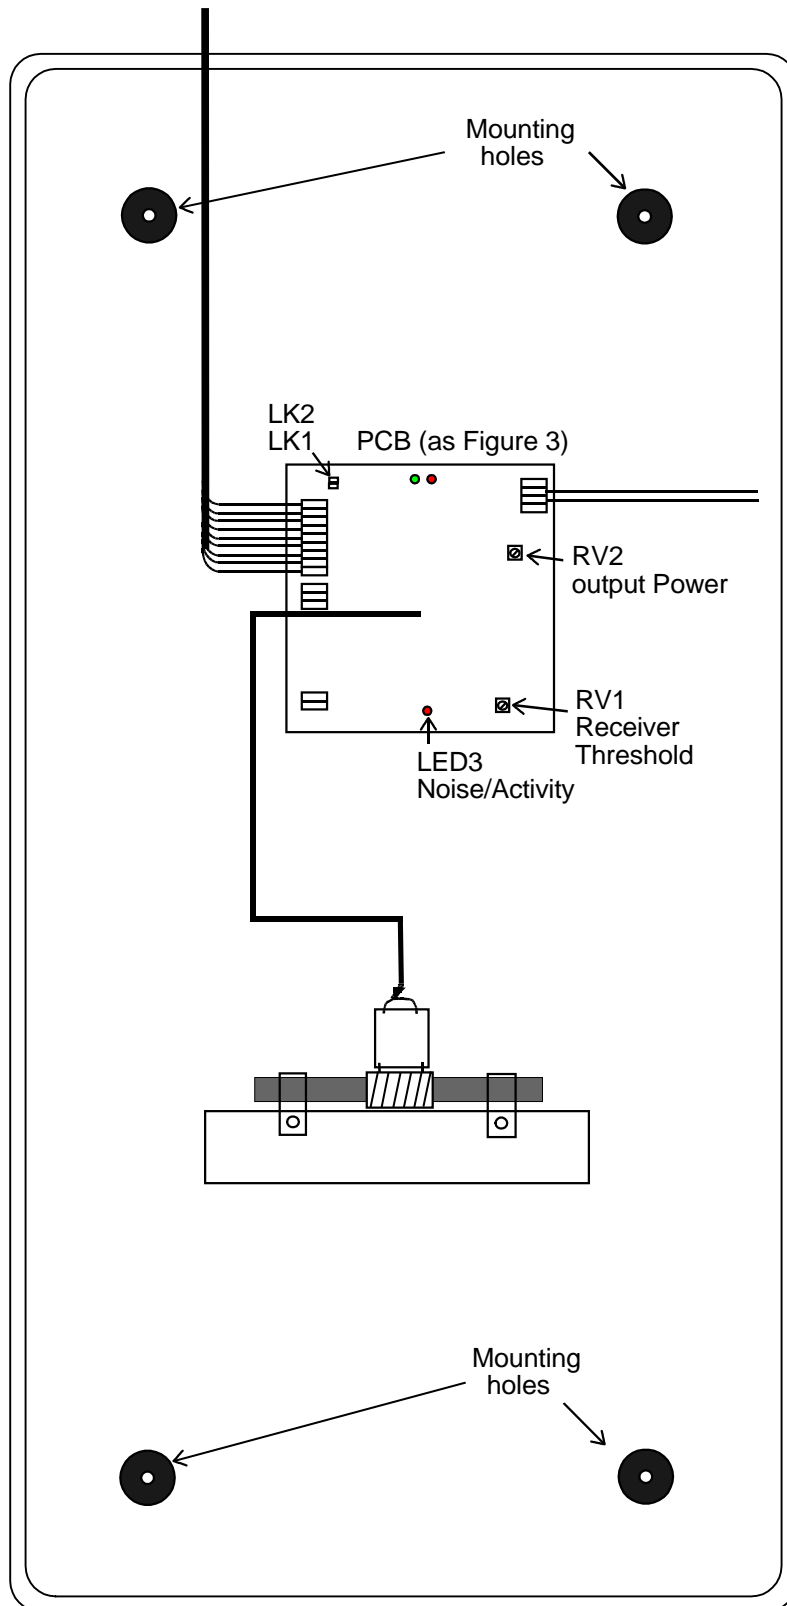 Mounting
holes
LK2
LK1
PCB (as Figure 3)
RV2
output Power
RV1
Receiver
Threshold
LED3
Noise/Activity
Mounting
holes